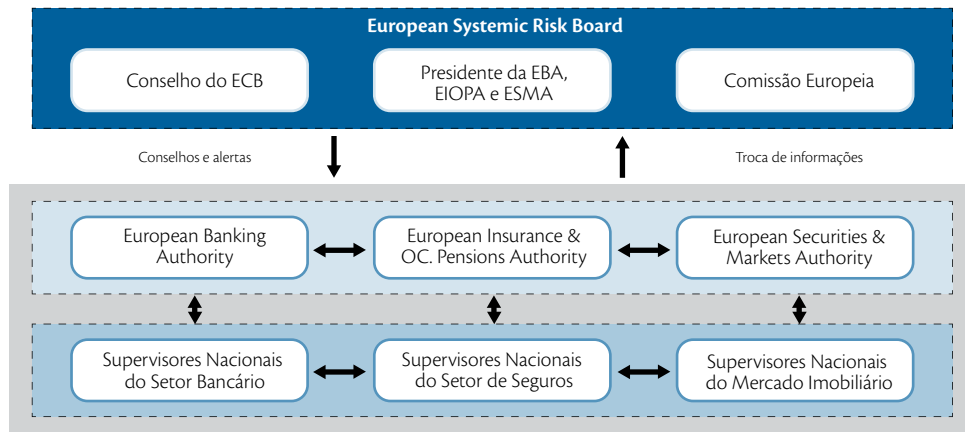 European Systemic Risk Board
Conselho do ECB
Presidente da EBA,
EIOPA e ESMA
Comissão Europeia
Conselhos e alertas
Troca de informações
European Banking
Authority
European Insurance &
OC. Pensions Authority
European Securities &
Markets Authority
Supervisores Nacionais
do Setor Bancário
Supervisores Nacionais
do Setor de Seguros
Supervisores Nacionais
do Mercado Imobiliário